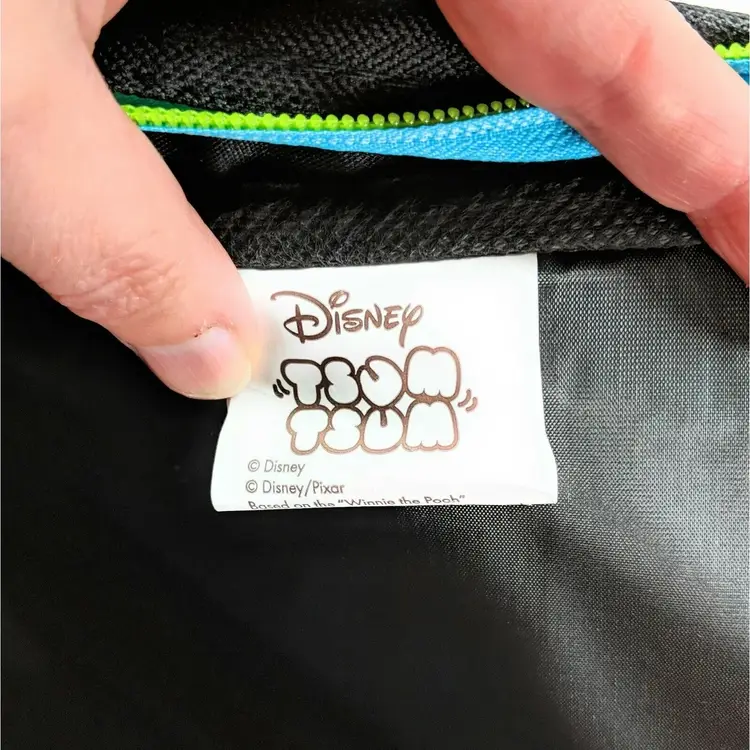 Disney
TSUM
TSUM
© Disney
© Disney/Pixar
Based on the "Winnie the Pooh"